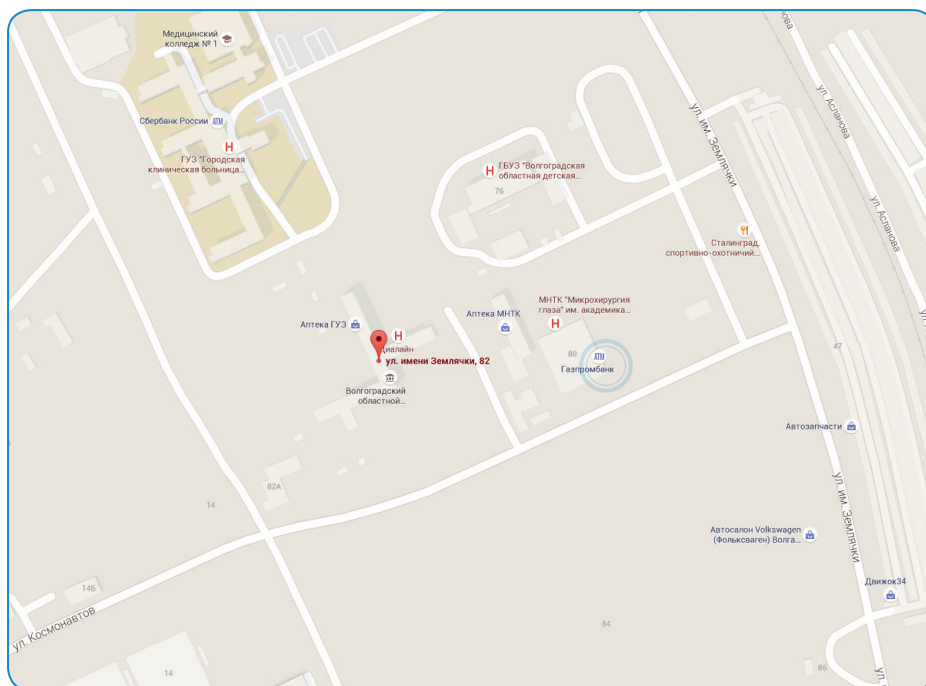 Медицинский
колледж № 1
Сбербанк России
ATM
H
ГУЗ "Городская
клиническая больница...
ул. им. Землячки
ул. Асланова
H
ГБУЗ "Волгоградская
областная детская...
76
ул. Асланова
Сталинград,
спортивно-охотничий...
Аптека ГУЗ
H
Диалайн
ул. имени Землячки, 82
Волгоградский
областной...
Аптека МНТК
МНТК "Микрохирургия
глаза" им. академика...
H
80
ATM
Газпромбанк
47
Автозапчасти
82А
14
ул. им. Землячки
Автосалон Volkswagen
(Фольксваген) Волга...
Движок34
14Б
ул. Космонавтов
84
14
86
ул.